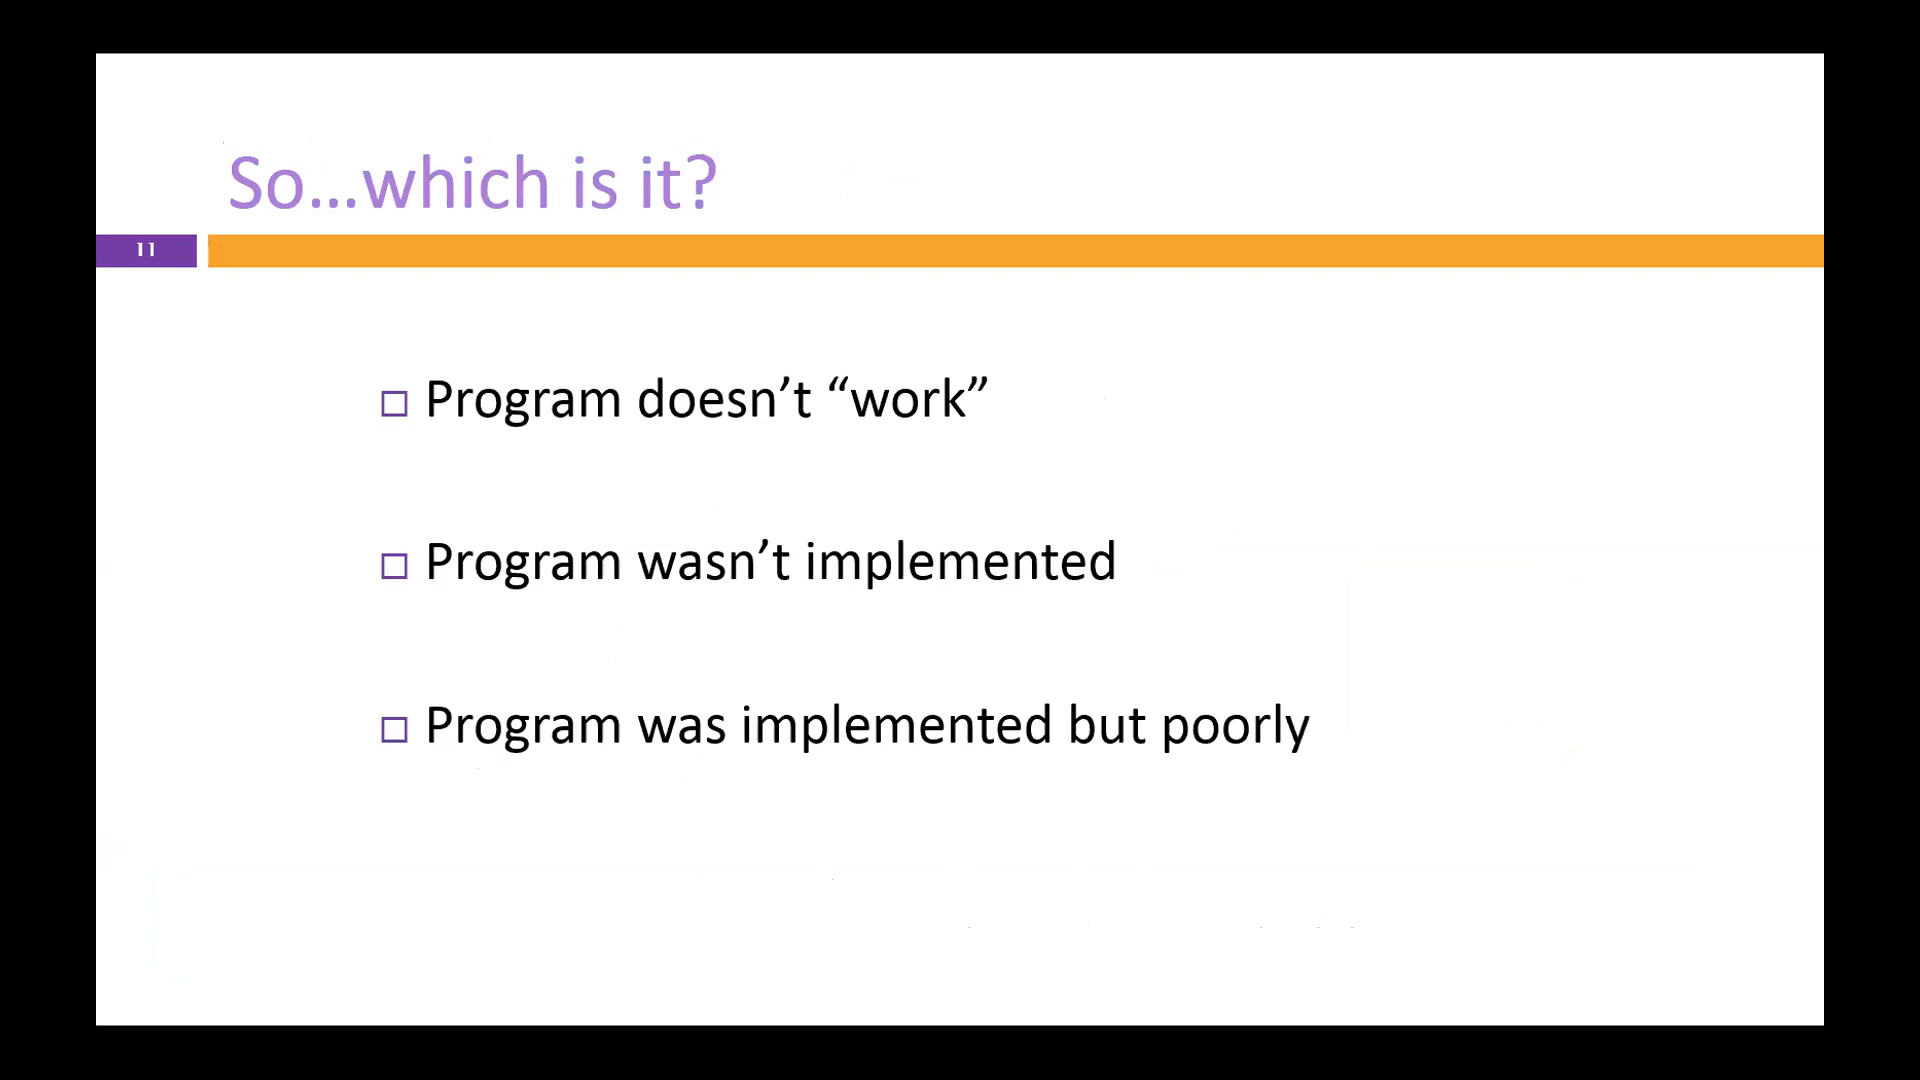 So…which is it?
11
Program doesn’t “work”
Program wasn’t implemented
Program was implemented but poorly